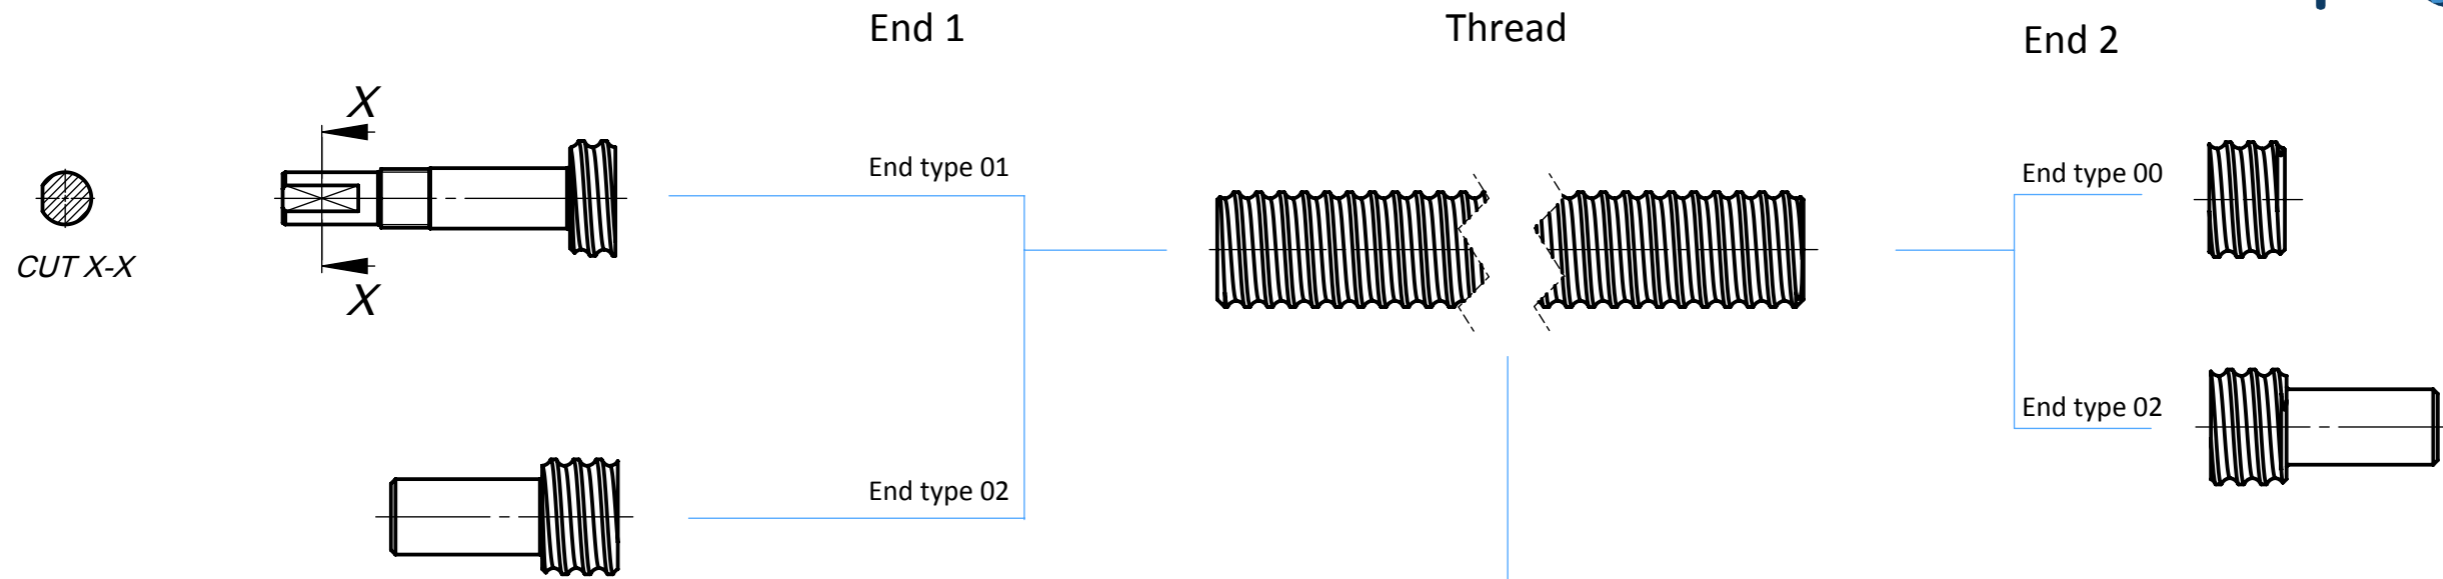 End 1
Thread
End 2
X
End type 01
End type 00
CUT X-X
X
End type 02
End type 02